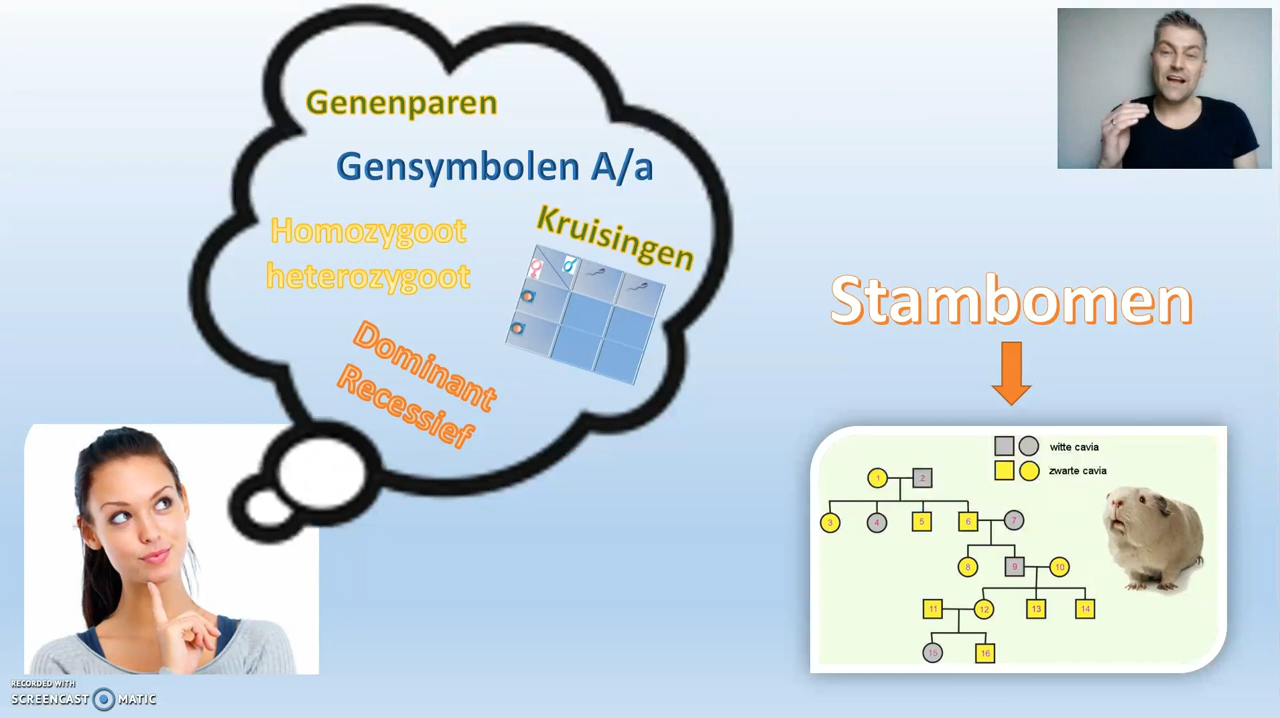 Genenparen
Gensymbolen A/a
Homozygoot
heterozygoot
Kruisingen
Dominant
Recessief
Stambomen
witte cavia
zwarte cavia
1
2
3
4
5
6
7
8
9
10
11
12
13
14
15
16
RECORDED WITH
SCREENCAST MATIC